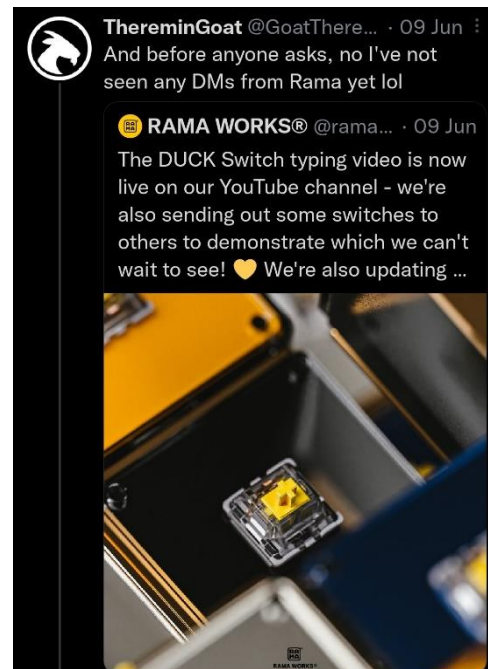 ThereminGoat @GoatThere... · 09 Jun
And before anyone asks, no I've not
seen any DMs from Rama yet lol
RAMA WORKS® @rama... · 09 Jun
The DUCK Switch typing video is now
live on our YouTube channel - we're
also sending out some switches to
others to demonstrate which we can't
wait to see! 💛 We're also updating ...
RAMA
RAMA WORKS®